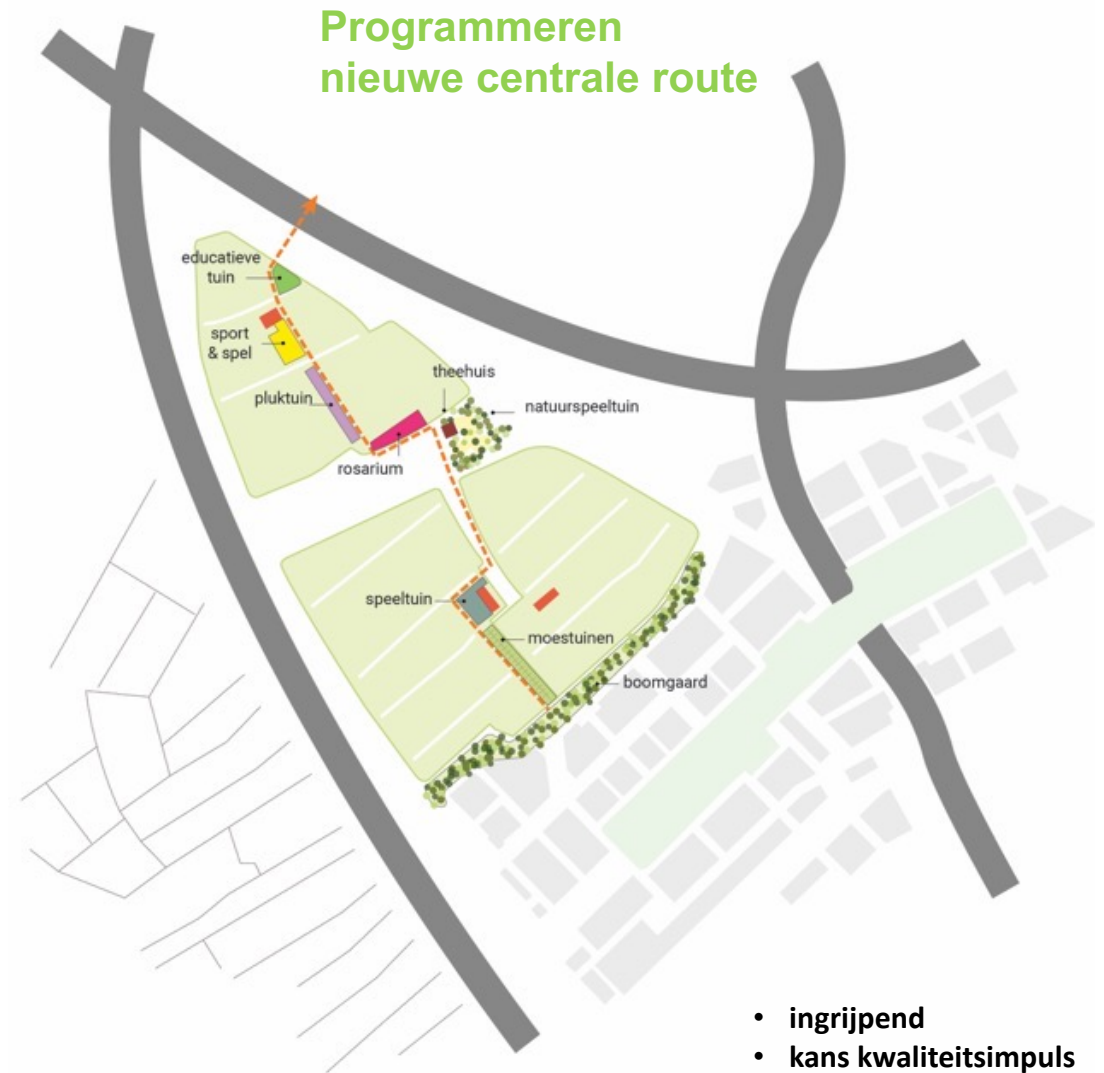 Programmeren
nieuwe centrale route
educatieve
tuin
sport
& spel
theehuis
pluktuin
natuurspeeltuin
rosarium
speeltuin
moestuinen
boomgaard
• ingrijpend
• kans kwaliteitsimpuls